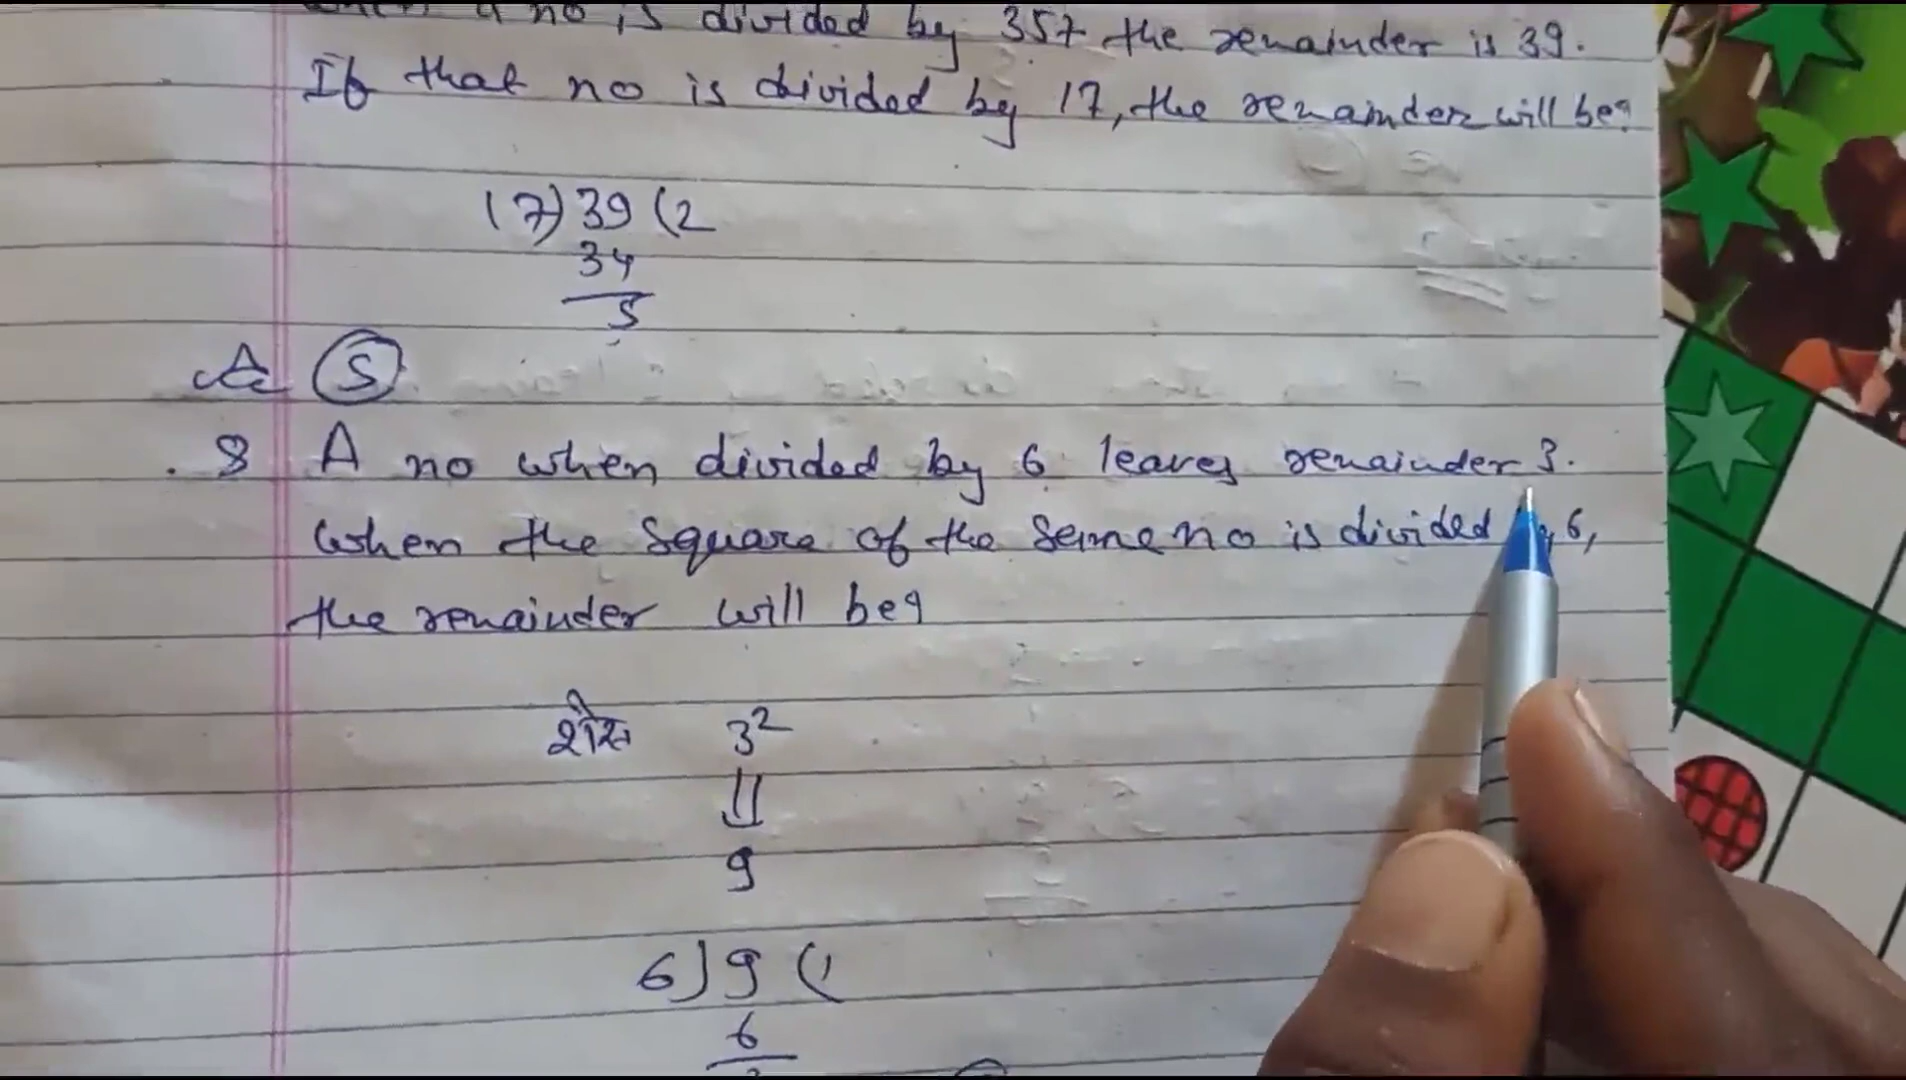 when a no is divided by 357 the remainder is 39.
If that no is divided by 17, the remainder will be?
17) 39 (2
34
5
A 5
8 A no when divided by 6 leaves remainder 3.
when the square of the same no is divided 6,
the remainder will be?
शेष 3²
9
6) 9 (1
6